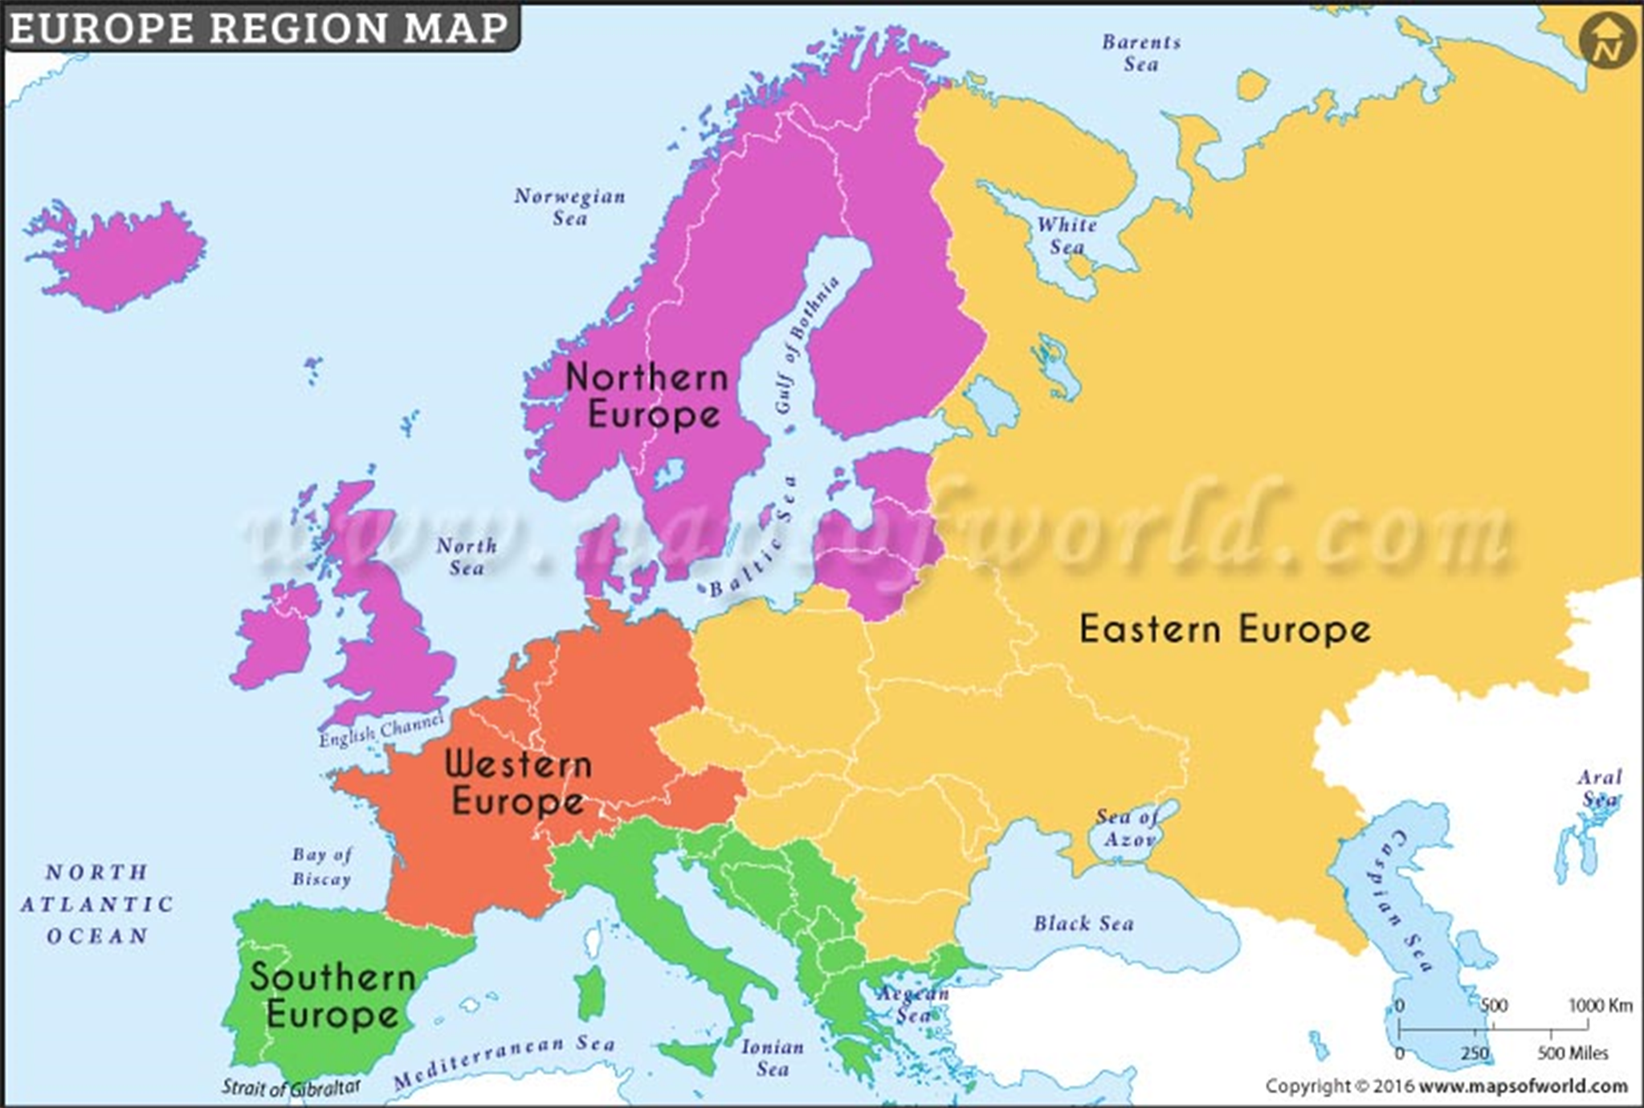 EUROPE REGION MAP
N
Barents
Sea
Norwegian
Sea
White
Sea
Gulf of Bothnia
Northern
Europe
www.mapsofworld.com
North
Sea
Baltic Sea
Eastern Europe
English Channel
Western
Europe
Aral
Sea
Sea of
Azov
Bay of
Biscay
Caspian Sea
NORTH
ATLANTIC
OCEAN
Black Sea
Southern
Europe
Aegean
Sea
0 500 1000 Km
0 250 500 Miles
Mediterranean Sea
Ionian
Sea
Strait of Gibraltar
Copyright © 2016 www.mapsofworld.com